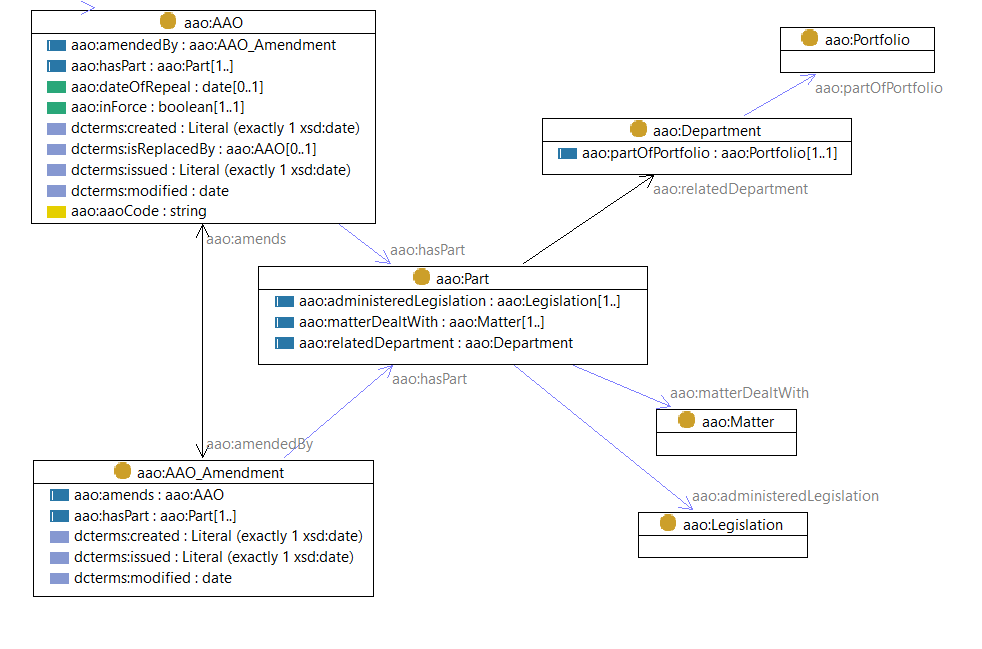 aao:AAO
aao:amendedBy : aao:AAO_Amendment
aao:hasPart : aao:Part[1..]
aao:dateOfRepeal : date[0..1]
aao:inForce : boolean[1..1]
dcterms:created : Literal (exactly 1 xsd:date)
dcterms:isReplacedBy : aao:AAO[0..1]
dcterms:issued : Literal (exactly 1 xsd:date)
dcterms:modified : date
aao:aaoCode : string
aao:Portfolio
aao:partOfPortfolio
aao:Department
aao:partOfPortfolio : aao:Portfolio[1..1]
aao:relatedDepartment
aao:amends
aao:hasPart
aao:Part
aao:administeredLegislation : aao:Legislation[1..]
aao:matterDealtWith : aao:Matter[1..]
aao:relatedDepartment : aao:Department
aao:hasPart
aao:matterDealtWith
aao:Matter
aao:amendedBy
aao:AAO_Amendment
aao:amends : aao:AAO
aao:hasPart : aao:Part[1..]
dcterms:created : Literal (exactly 1 xsd:date)
dcterms:issued : Literal (exactly 1 xsd:date)
dcterms:modified : date
aao:administeredLegislation
aao:Legislation